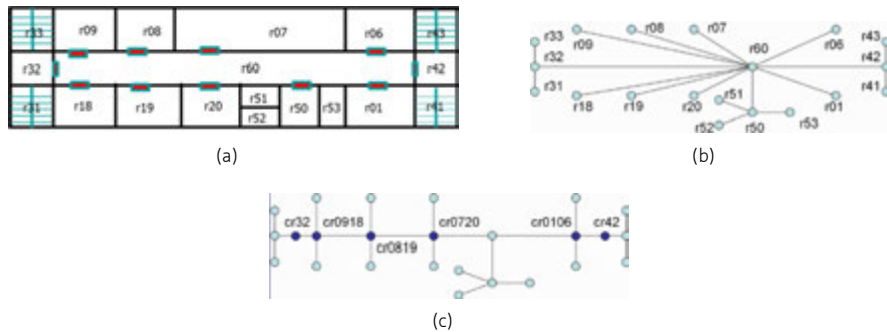 r33
r09
r08
r07
r06
r43
r32
r60
r42
r31
r18
r19
r20
r51
r52
r50
r53
r01
r41
(a)
r33
r09
r08
r07
r60
r06
r43
r32
r42
r31
r18
r19
r20
r51
r52
r50
r53
r01
r41
(b)
cr32
cr0918
cr0819
cr0720
cr0106
cr42
(c)